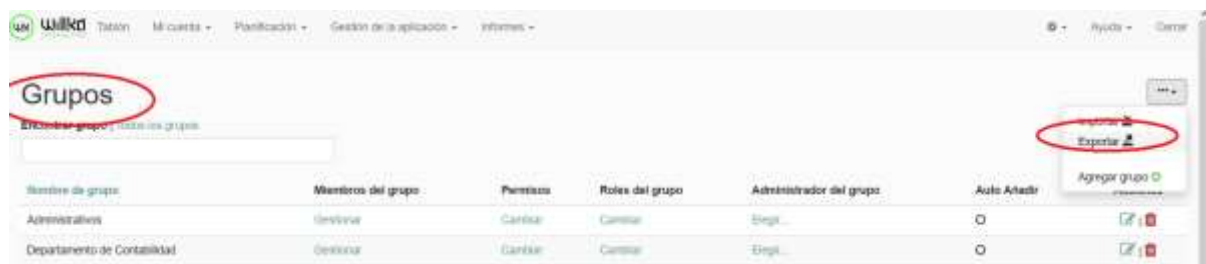 willka Tablón Mi cuenta Planificación Gestión de la aplicación Informes Ayuda Cerrar
Grupos
Encontrar grupo | Todos los grupos
Importar
Exportar
Agregar grupo
Nombre de grupo Miembros del grupo Permisos Roles del grupo Administrador del grupo Auto Añadir
Administrativos Gestionar Cambiar Cambiar Elegir...
Departamento de Contabilidad Gestionar Cambiar Cambiar Elegir...